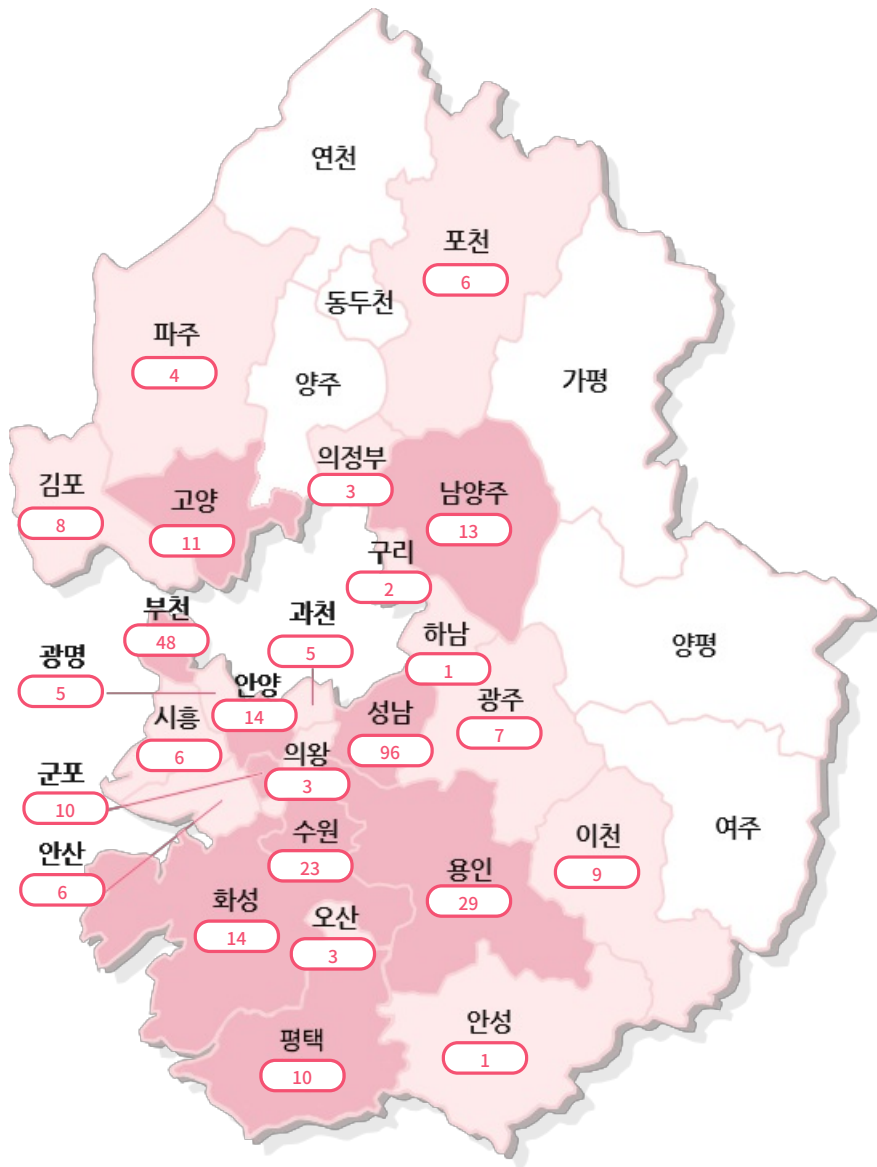 연천
포천
6
동두천
파주
4
양주
가평
의정부
3
김포
8
고양
11
남양주
13
구리
2
부천
48
과천
5
하남
1
양평
광명
5
안양
14
시흥
6
성남
96
광주
7
의왕
3
군포
10
수원
23
이천
9
여주
안산
6
용인
29
화성
14
오산
3
안성
1
평택
10